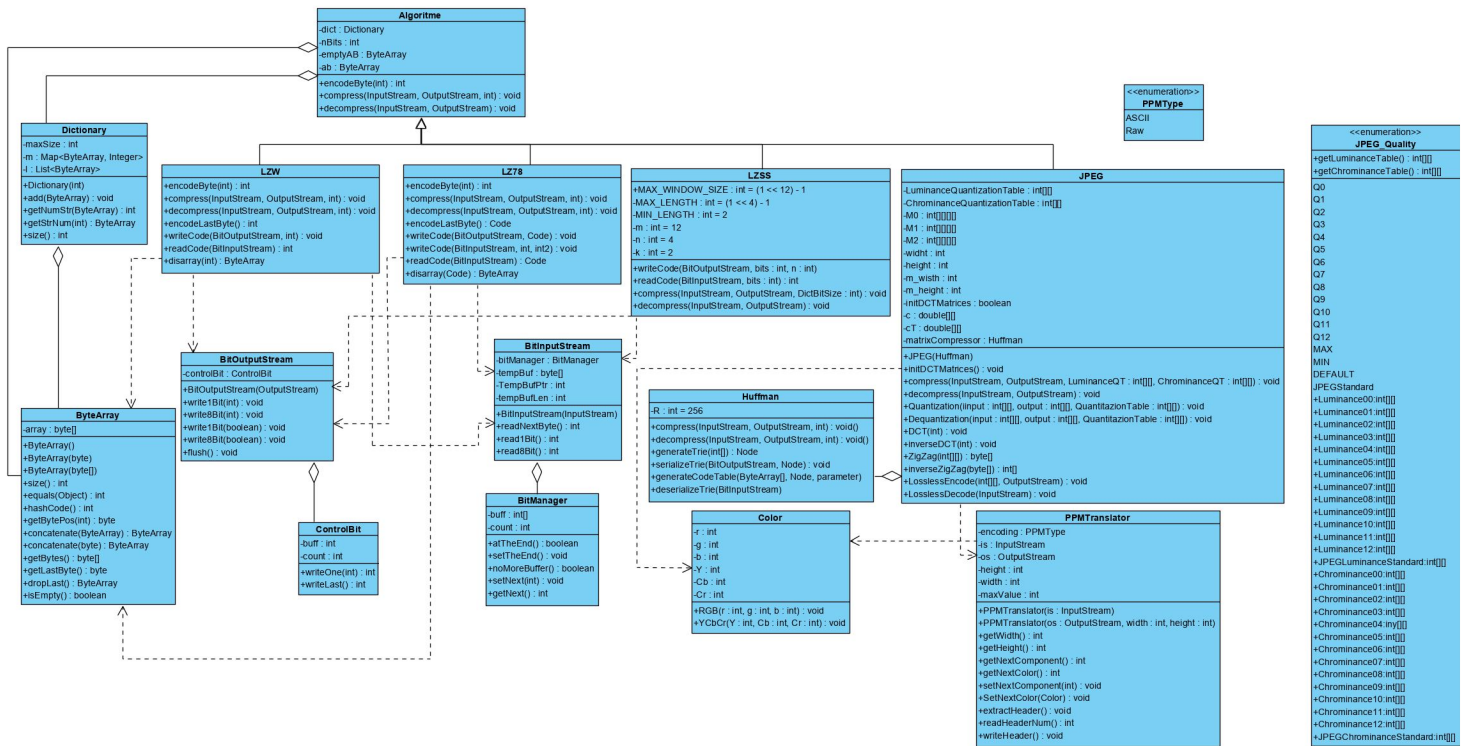 Algoritme
-dict : Dictionary
-nBits : int
-emptyAB : ByteArray
-ab : ByteArray
+encodeByte(int) : int
+compress(InputStream, OutputStream, int) : void
+decompress(InputStream, OutputStream) : void
<<enumeration>>
PPMType
ASCII
Raw
Dictionary
-maxSize : int
-m : Map<ByteArray, Integer>
-l : List<ByteArray>
+Dictionary(int)
+add(ByteArray) : void
+getNumStr(ByteArray) : int
+getStrNum(int) : ByteArray
+size() : int
LZW
+encodeByte(int) : int
+compress(InputStream, OutputStream, int) : void
+decompress(InputStream, OutputStream, int) : void
+encodeLastByte() : int
+writeCode(BitOutputStream, int) : void
+readCode(BitInputStream) : int
+disarray(int) : ByteArray
LZ78
+encodeByte(int) : int
+compress(InputStream, OutputStream, int) : void
+decompress(InputStream, OutputStream, int) : void
+encodeLastByte() : Code
+writeCode(BitOutputStream, Code) : void
+writeCode(BitInputStream, int, int2) : void
+readCode(BitInputStream) : Code
+disarray(Code) : ByteArray
LZSS
+MAX_WINDOW_SIZE : int = (1 << 12) - 1
-MAX_LENGTH : int = (1 << 4) - 1
-MIN_LENGTH : int = 2
-m : int = 12
-n : int = 4
-k : int = 2
+writeCode(BitOutputStream, bits : int, n : int)
+readCode(BitInputStream, bits : int) : int
+compress(InputStream, OutputStream, DictBitSize : int) : void
+decompress(InputStream, OutputStream) : void
JPEG
-LuminanceQuantizationTable : int[][]
-ChrominanceQuantizationTable : int[][]
-M0 : int[][][][]
-M1 : int[][][][]
-M2 : int[][][][]
-widht : int
-height : int
-m_wisth : int
-m_height : int
-initDCTMatrices : boolean
-c : double[][]
-cT : double[][]
-matrixCompressor : Huffman
+JPEG(Huffman)
+initDCTMatrices() : void
+compress(InputStream, OutputStream, LuminanceQT : int[][], ChrominanceQT : int[][]) : void
+decompress(InputStream, OutputStream) : void
+Quantization(iinput : int[][], output : int[][], QuantitazionTable : int[][]) : void
+Dequantization(input : int[][], output : int[][], QuantitazionTable : int[][]) : void
+DCT(int) : void
+inverseDCT(int) : void
+ZigZag(int[][]) : byte[]
+inverseZigZag(byte[]) : int[]
+LosslessEncode(int[][], OutputStream) : void
+LosslessDecode(InputStream) : void
BitOutputStream
-controlBit : ControlBit
+BitOutputStream(OutputStream)
+write1Bit(int) : void
+write8Bit(int) : void
+write1Bit(boolean) : void
+write8Bit(boolean) : void
+flush() : void
BitInputStream
-bitManager : BitManager
-tempBuf : byte[]
-TempBufPtr : int
-tempBufLen : int
+BitInputStream(InputStream)
+readNextByte() : int
+read1Bit() : int
+read8Bit() : int
Huffman
-R : int = 256
+compress(InputStream, OutputStream, int) : void()
+decompress(InputStream, OutputStream, int) : void()
+generateTrie(int[]) : Node
+serializeTrie(BitOutputStream, Node) : void
+generateCodeTable(ByteArray[], Node, parameter)
+deserializeTrie(BitInputStream)
ByteArray
-array : byte[]
+ByteArray()
+ByteArray(byte)
+ByteArray(byte[])
+size() : int
+equals(Object) : int
+hashCode() : int
+getBytePos(int) : byte
+concatenate(ByteArray) : ByteArray
+concatenate(byte) : ByteArray
+getBytes() : byte[]
+getLastByte() : byte
+dropLast() : ByteArray
+isEmpty() : boolean
ControlBit
-buff : int
-count : int
+writeOne(int) : int
+writeLast() : int
BitManager
-buff : int[]
-count : int
+atTheEnd() : boolean
+setTheEnd() : void
+noMoreBuffer() : boolean
+setNext(int) : void
+getNext() : int
Color
-r : int
-g : int
-b : int
-Y : int
-Cb : int
-Cr : int
+RGB(r : int, g : int, b : int) : void
+YCbCr(Y : int, Cb : int, Cr : int) : void
PPMTranslator
-encoding : PPMType
-is : InputStream
-os : OutputStream
-height : int
-width : int
-maxValue : int
+PPMTranslator(is : InputStream)
+PPMTranslator(os : OutputStream, width : int, height : int)
+getWidth() : int
+getHeight() : int
+getNextComponent() : int
+getNextColor() : int
+setNextComponent(int) : void
+SetNextColor(Color) : void
+extractHeader() : void
+readHeaderNum() : int
+writeHeader() : void
<<enumeration>>
JPEG_Quality
+getLuminanceTable() : int[][]
+getChrominanceTable() : int[][]
Q0
Q1
Q2
Q3
Q4
Q5
Q6
Q7
Q8
Q9
Q10
Q11
Q12
MAX
MIN
DEFAULT
JPEGStandard
+Luminance00:int[][]
+Luminance01:int[][]
+Luminance02:int[][]
+Luminance03:int[][]
+Luminance04:int[][]
+Luminance05:int[][]
+Luminance06:int[][]
+Luminance07:int[][]
+Luminance08:int[][]
+Luminance09:int[][]
+Luminance10:int[][]
+Luminance11:int[][]
+Luminance12:int[][]
+JPEGLuminanceStandard:int[][]
+Chrominance00:int[][]
+Chrominance01:int[][]
+Chrominance02:int[][]
+Chrominance03:int[][]
+Chrominance04:iny[][]
+Chrominance05:int[][]
+Chrominance06:int[][]
+Chrominance07:int[][]
+Chrominance08:int[][]
+Chrominance09:int[][]
+Chrominance10:int[][]
+Chrominance11:int[][]
+Chrominance12:int[][]
+JPEGChrominanceStandard:int[][]